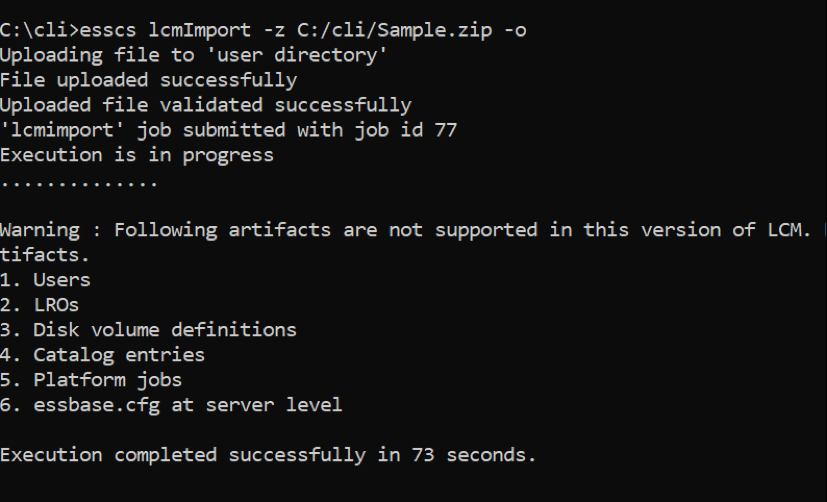 C:\cli>esscs lcmImport -z C:/cli/Sample.zip -o
Uploading file to 'user directory'
File uploaded successfully
Uploaded file validated successfully
'lcmimport' job submitted with job id 77
Execution is in progress
..............
Warning : Following artifacts are not supported in this version of LCM.
tifacts.
1. Users
2. LROs
3. Disk volume definitions
4. Catalog entries
5. Platform jobs
6. essbase.cfg at server level
Execution completed successfully in 73 seconds.